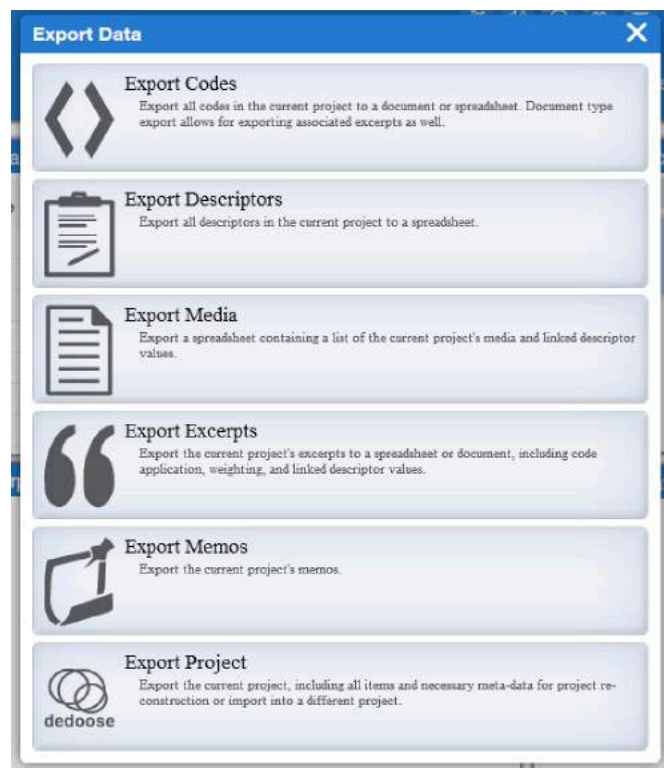 Export Data
Export Codes
Export all codes in the current project to a document or spreadsheet. Document type
export allows for exporting associated excerpts as well.
Export Descriptors
Export all descriptors in the current project to a spreadsheet.
Export Media
Export a spreadsheet containing a list of the current project's media and linked descriptor
values.
Export Excerpts
Export the current project's excerpts to a spreadsheet or document, including code
application, weighting, and linked descriptor values.
Export Memos
Export the current project's memos.
Export Project
Export the current project, including all items and necessary meta-data for project re-
construction or import into a different project.
dedoose